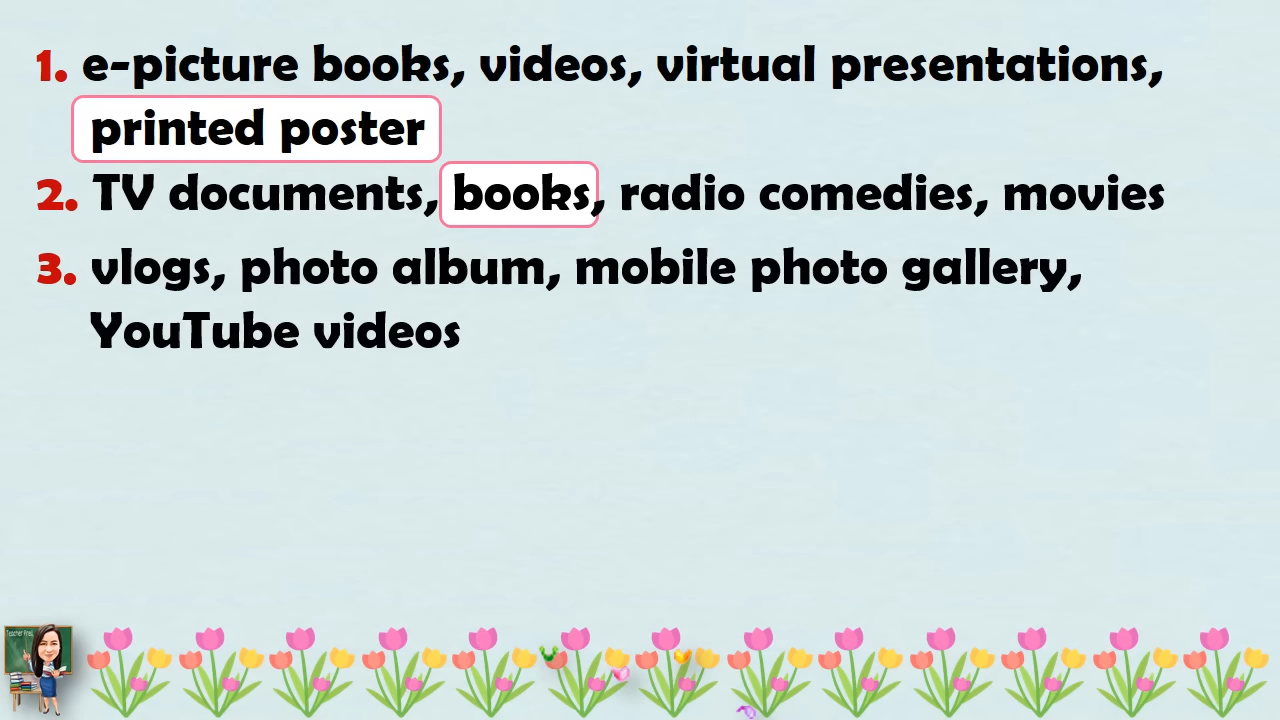 1. e-picture books, videos, virtual presentations,
printed poster
2. TV documents, books, radio comedies, movies
3. vlogs, photo album, mobile photo gallery,
YouTube videos